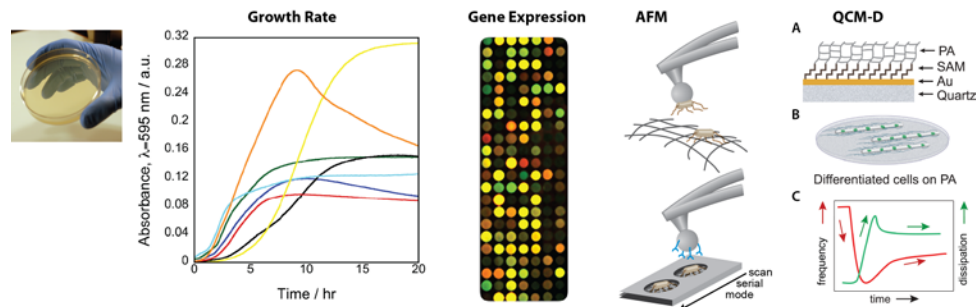 Growth Rate
Absorbance, λ=595 nm / a.u.
0.32
0.28
0.24
0.2
0.16
0.12
0.08
0.04
0
0 5 10 15 20
Time / hr
Gene Expression
AFM
scan
serial
mode
QCM-D
A
PA
SAM
Au
Quartz
B
Differentiated cells on PA
C
frequency
dissipation
time